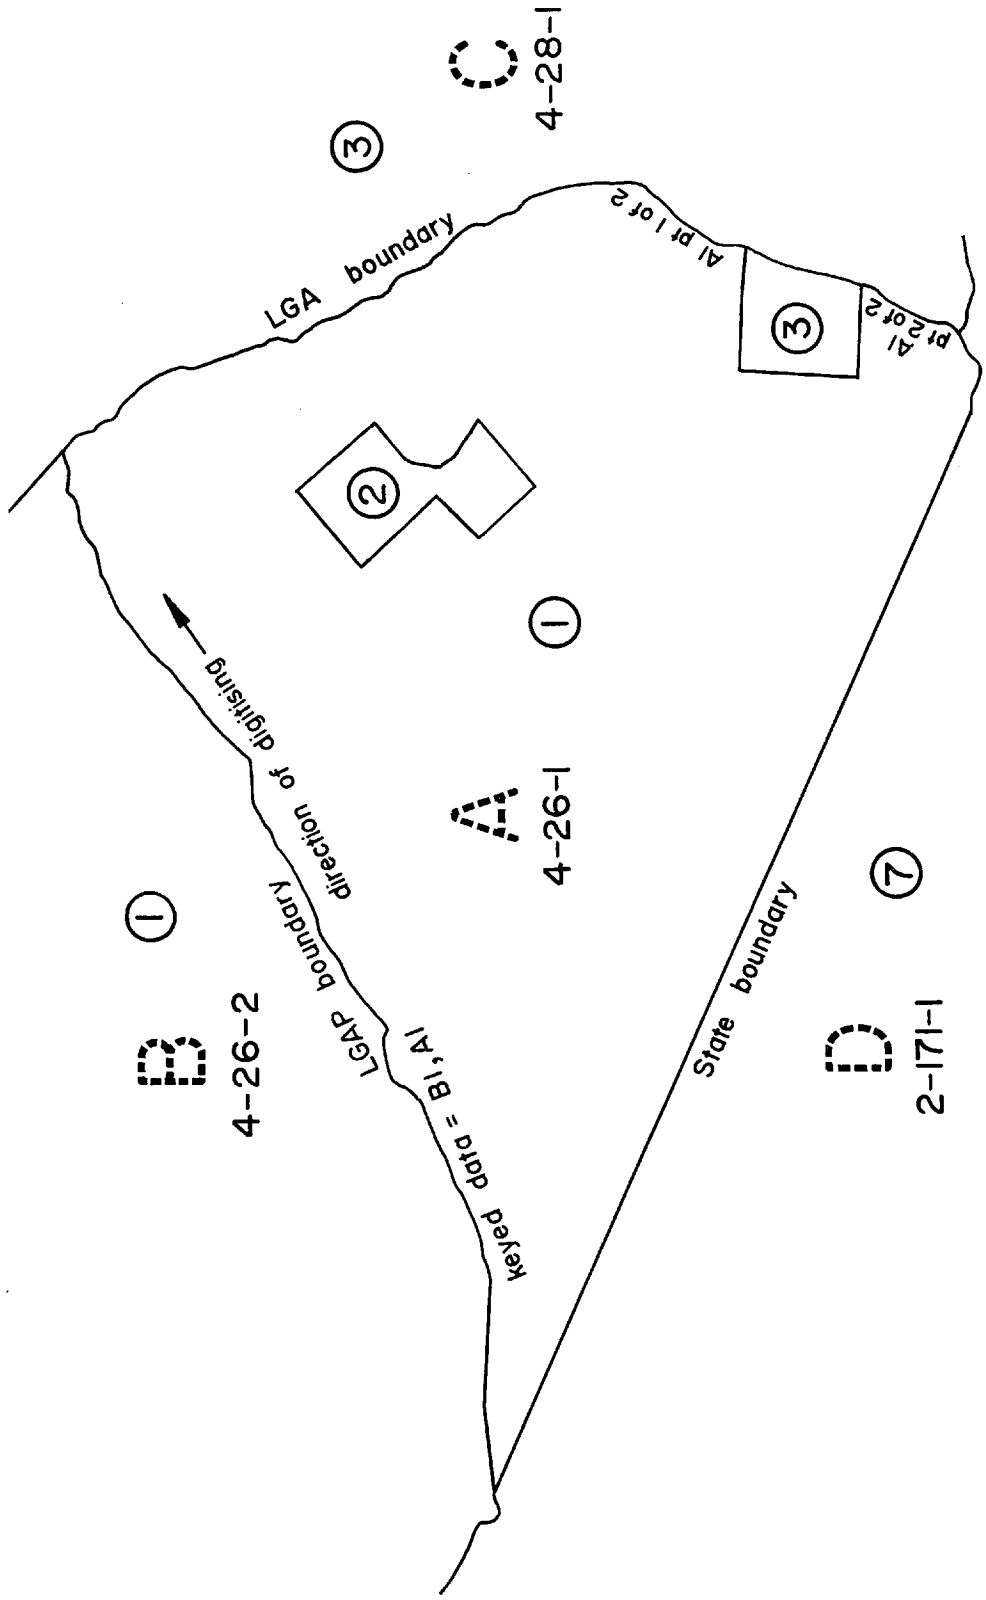 B
4-26-2
①
LGAP boundary
direction of digitising
keyed data = B1, A1
A
4-26-1
①
②
③
LGA boundary
③
C
4-28-1
A1 pt 1 of 2
A1
pt 2 of 2
State boundary
D
2-171-1
⑦